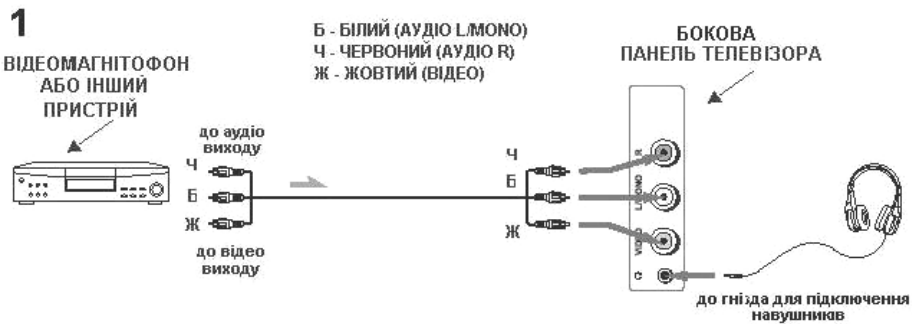 1
Б - БІЛИЙ (АУДІО L/MONO)
Ч - ЧЕРВОНИЙ (АУДІО R)
Ж - ЖОВТИЙ (ВІДЕО)
БОКОВА
ПАНЕЛЬ ТЕЛЕВІЗОРА
ВІДЕОМАГНІТОФОН
АБО ІНШИЙ
ПРИСТРІЙ
до аудіо
виходу
Ч
Б
Ж
до відео
виходу
Ч
Б
Ж
R
L/MONO
VIDEO
до гнізда для підключення
навушників